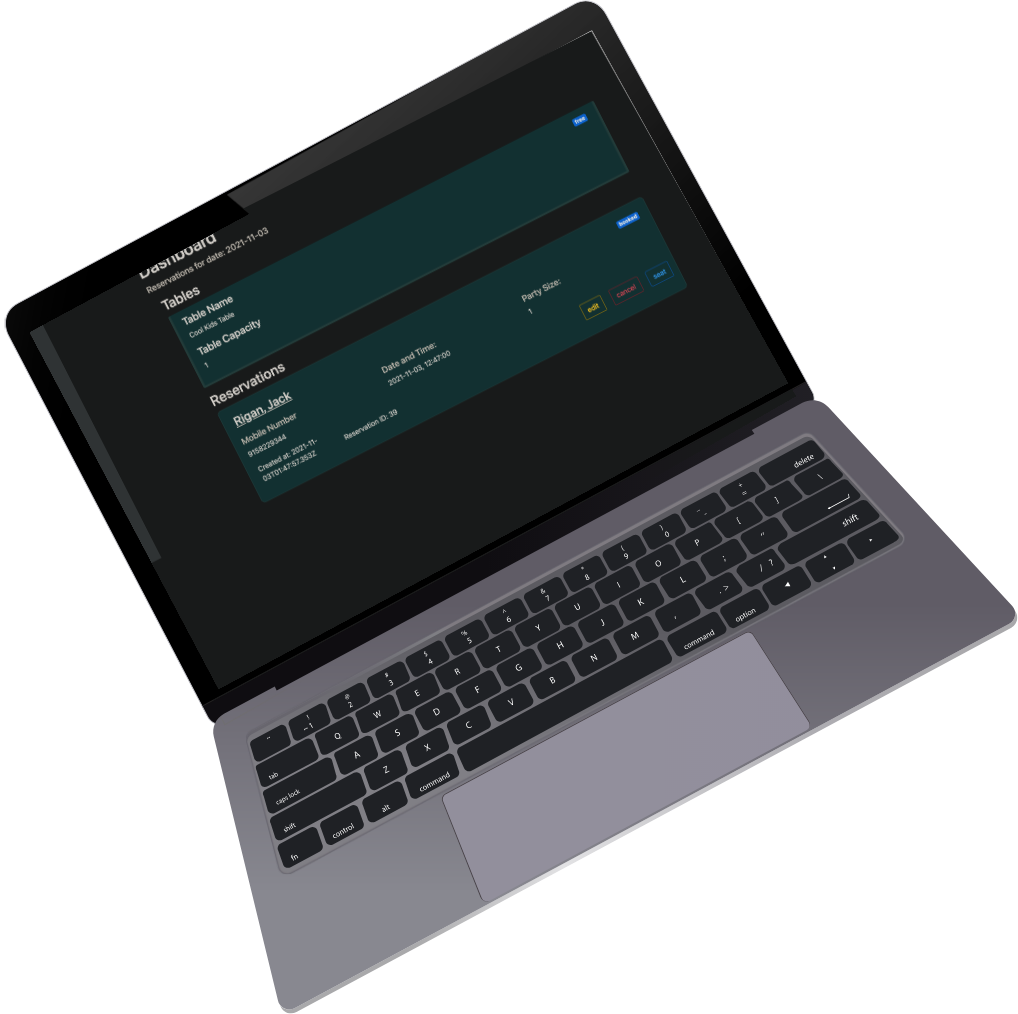 Dashboard
Reservations for date: 2021-11-03
Tables
free
Table Name
Cool Kids Table
Table Capacity
1
Reservations
booked
Rigan, Jack
Mobile Number
9158229344
Created at: 2021-11-
03T01:47:57.353Z
Date and Time:
2021-11-03, 12:47:00
Reservation ID: 39
Party Size:
1
edit
cancel
seat
~ ! 1 @ 2 # 3 $ 4 % 5 ^ 6 & 7 * 8 ( 9 ) 0 - _ + = delete
tab Q W E R T Y U I O P { ] \
caps lock A S D F G H J K L ; "
shift Z X C V B N M , . > / ? shift
fn control alt command command option ◄ ▲ ▼ ►